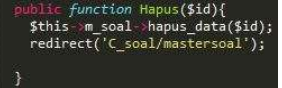 public function Hapus($id){
$this->m_soal->hapus_data($id);
redirect('C_soal/mastersoal');
}